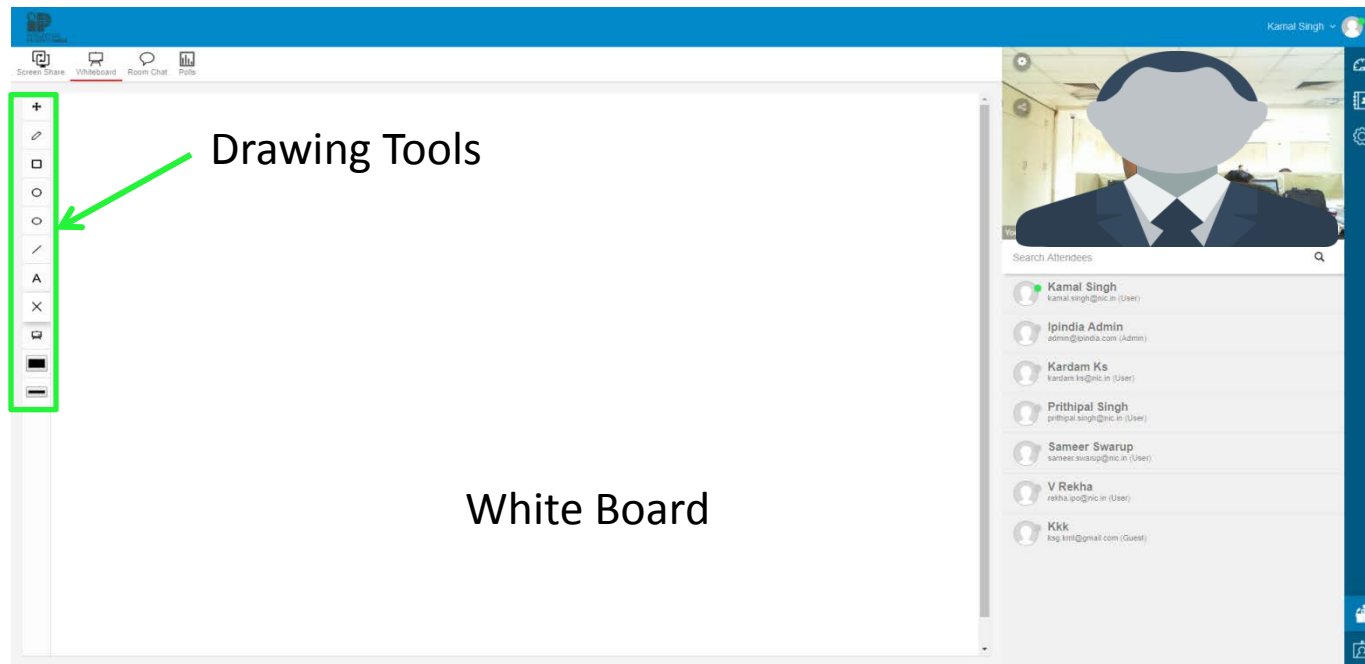 Kamal Singh
Screen Share
Whiteboard
Room Chat
Polls
Drawing Tools
White Board
A
Search Attendees
Kamal Singh
kamal.singh@nic.in (User)
Ipindia Admin
admin@ipindia.com (Admin)
Kardam Ks
kardam.ks@nic.in (User)
Prithipal Singh
prithipal.singh@nic.in (User)
Sameer Swarup
sameer.swarup@nic.in (User)
V Rekha
rekha.ipo@nic.in (User)
Kkk
(Guest)